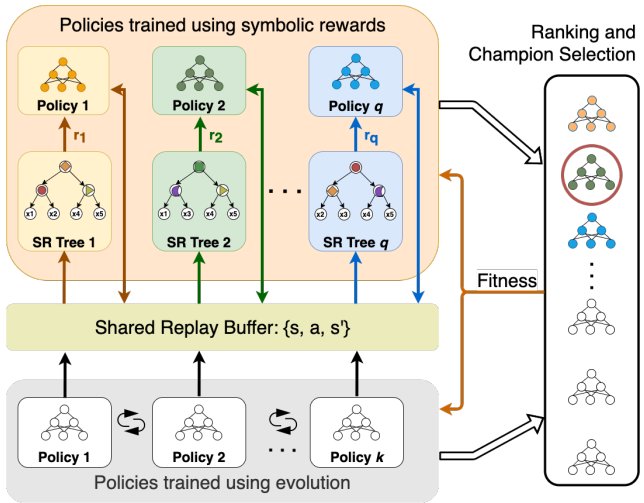 Policies trained using symbolic rewards
Policy 1
Policy 2
Policy q
r1
r2
rq
x1 x2 x4 x5
x1 x3 x4 x5
x2 x3 x4 x5
. . .
SR Tree 1
SR Tree 2
SR Tree q
Shared Replay Buffer: {s, a, s'}
Policy 1
Policy 2
. . .
Policy k
Policies trained using evolution
Ranking and
Champion Selection
Fitness